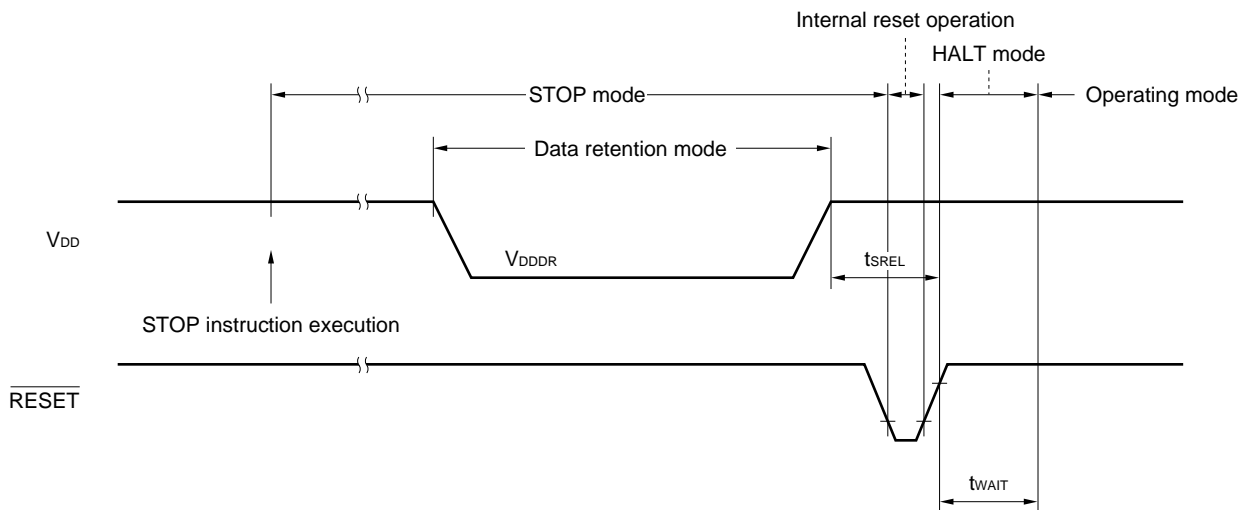 Internal reset operation
HALT mode
STOP mode
Operating mode
Data retention mode
VDD
VDDDR
tSREL
STOP instruction execution
RESET
tWAIT